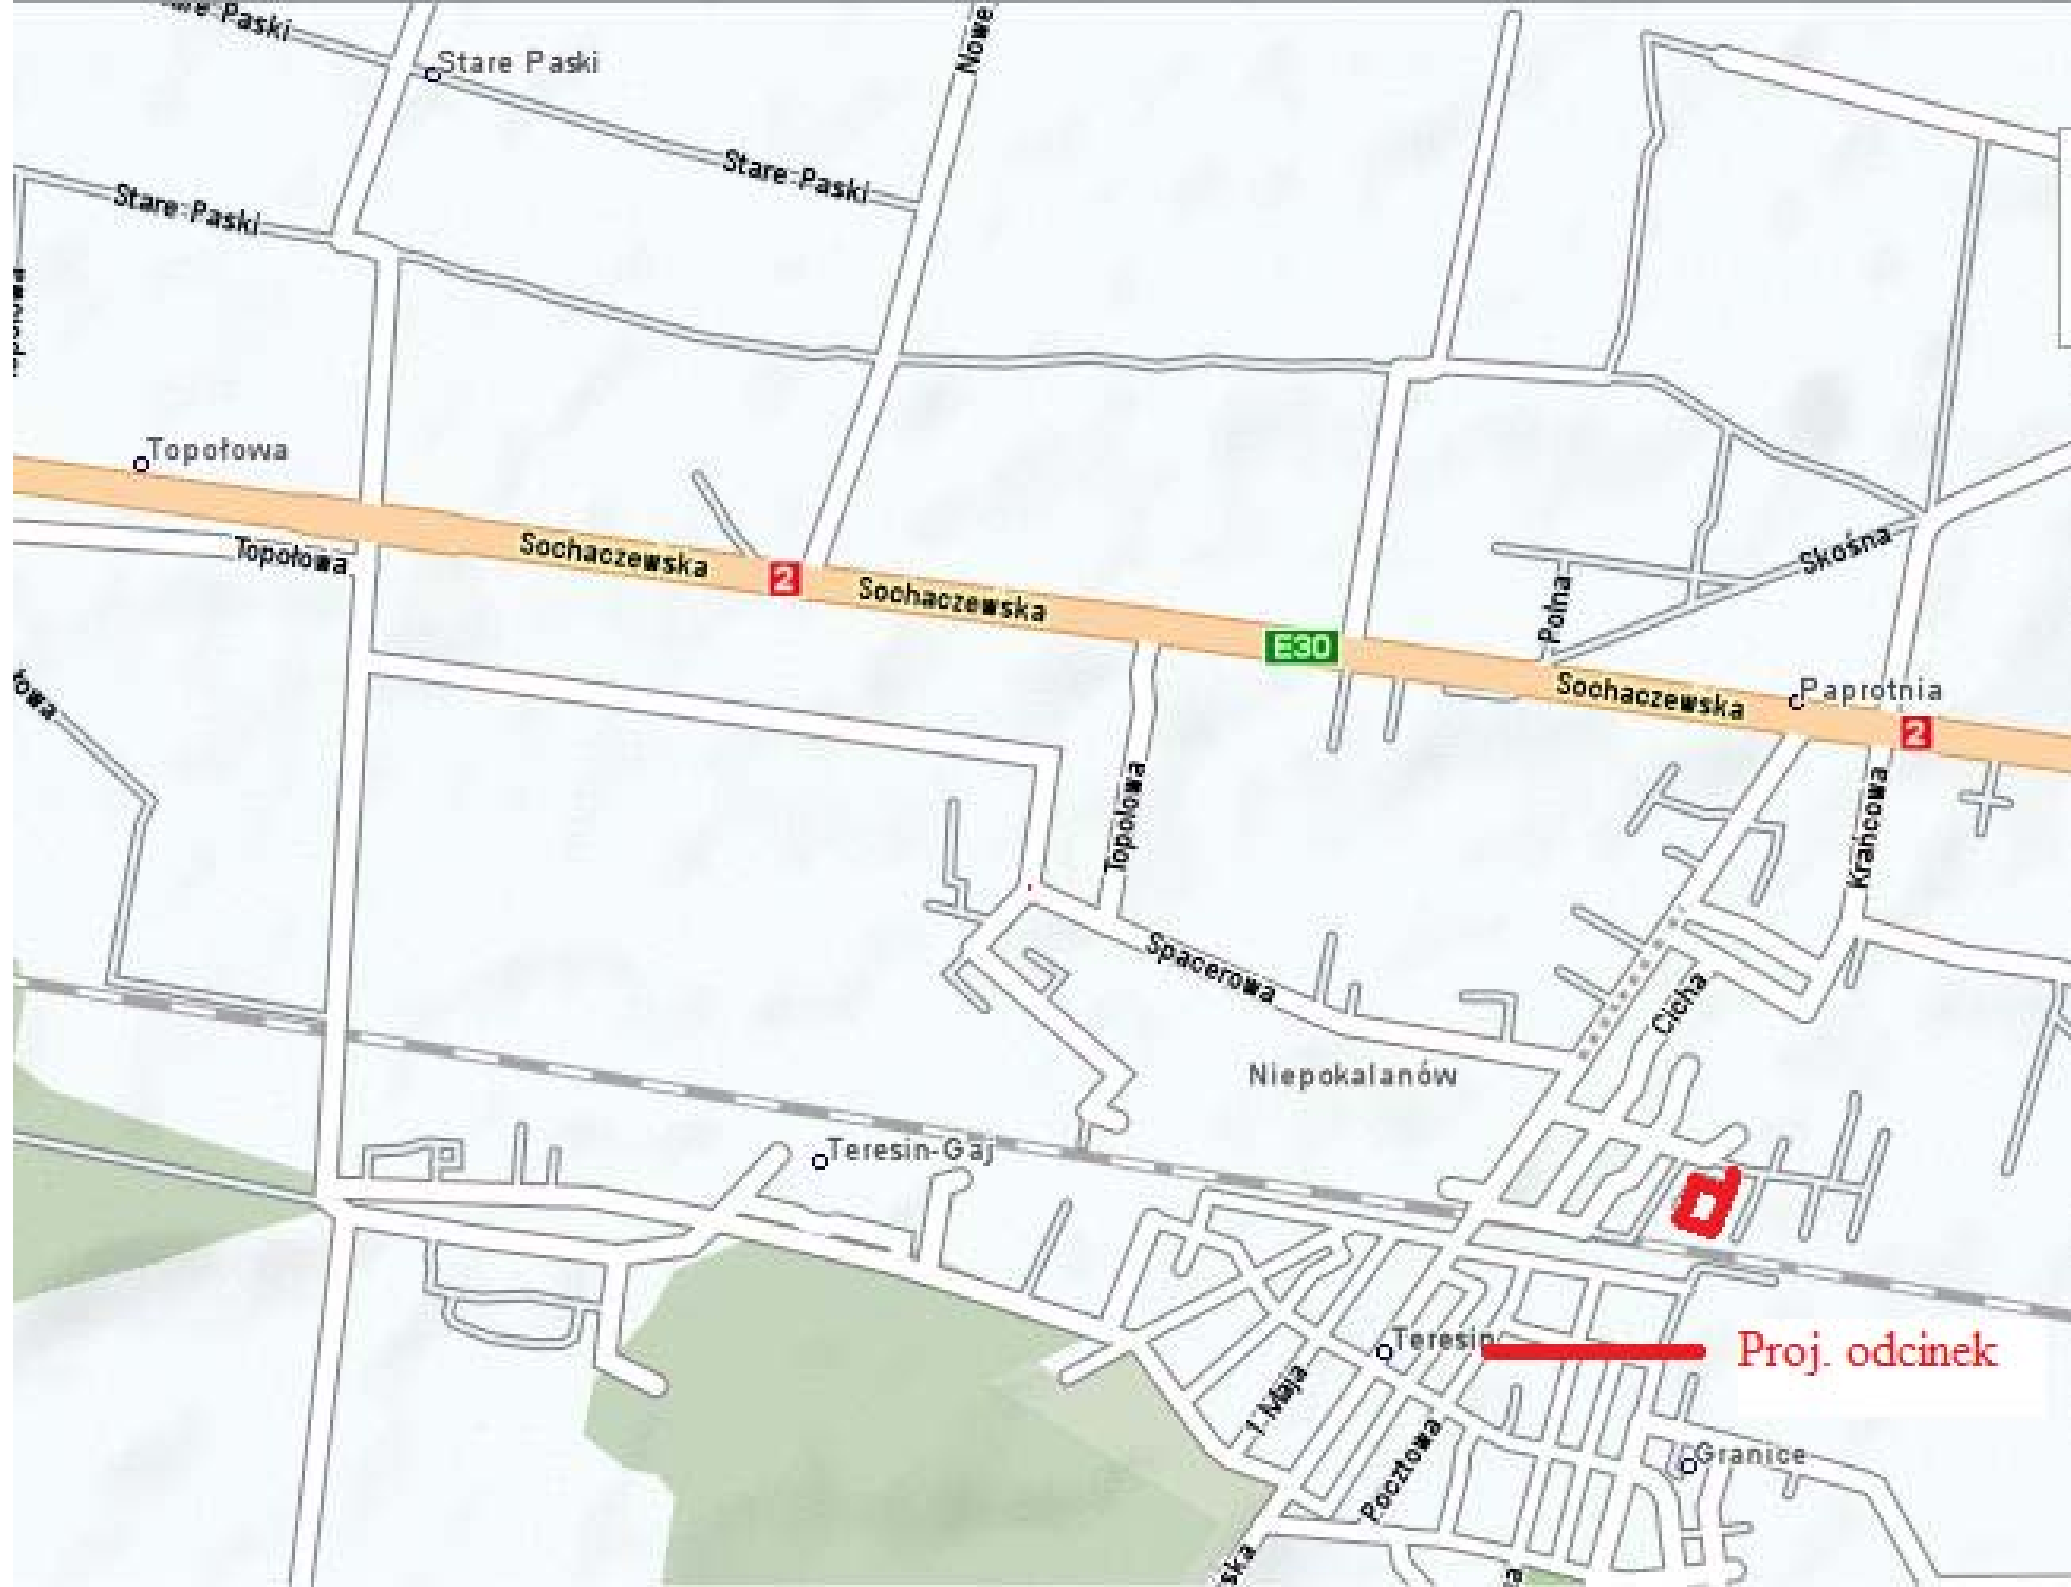 Stare Paski
Nowe
Stare-Paski
Stare-Paski
Topołowa
Topołowa
Sochaczewska
2
Sochaczewska
E30
Polna
Skośna
Sochaczewska
Paprotnia
2
Topołowa
Krańcowa
Spacerowa
Cicha
Niepokalanów
Teresin-Gaj
Teresin
Proj. odcinek
1 Maja
Pocztowa
Granice